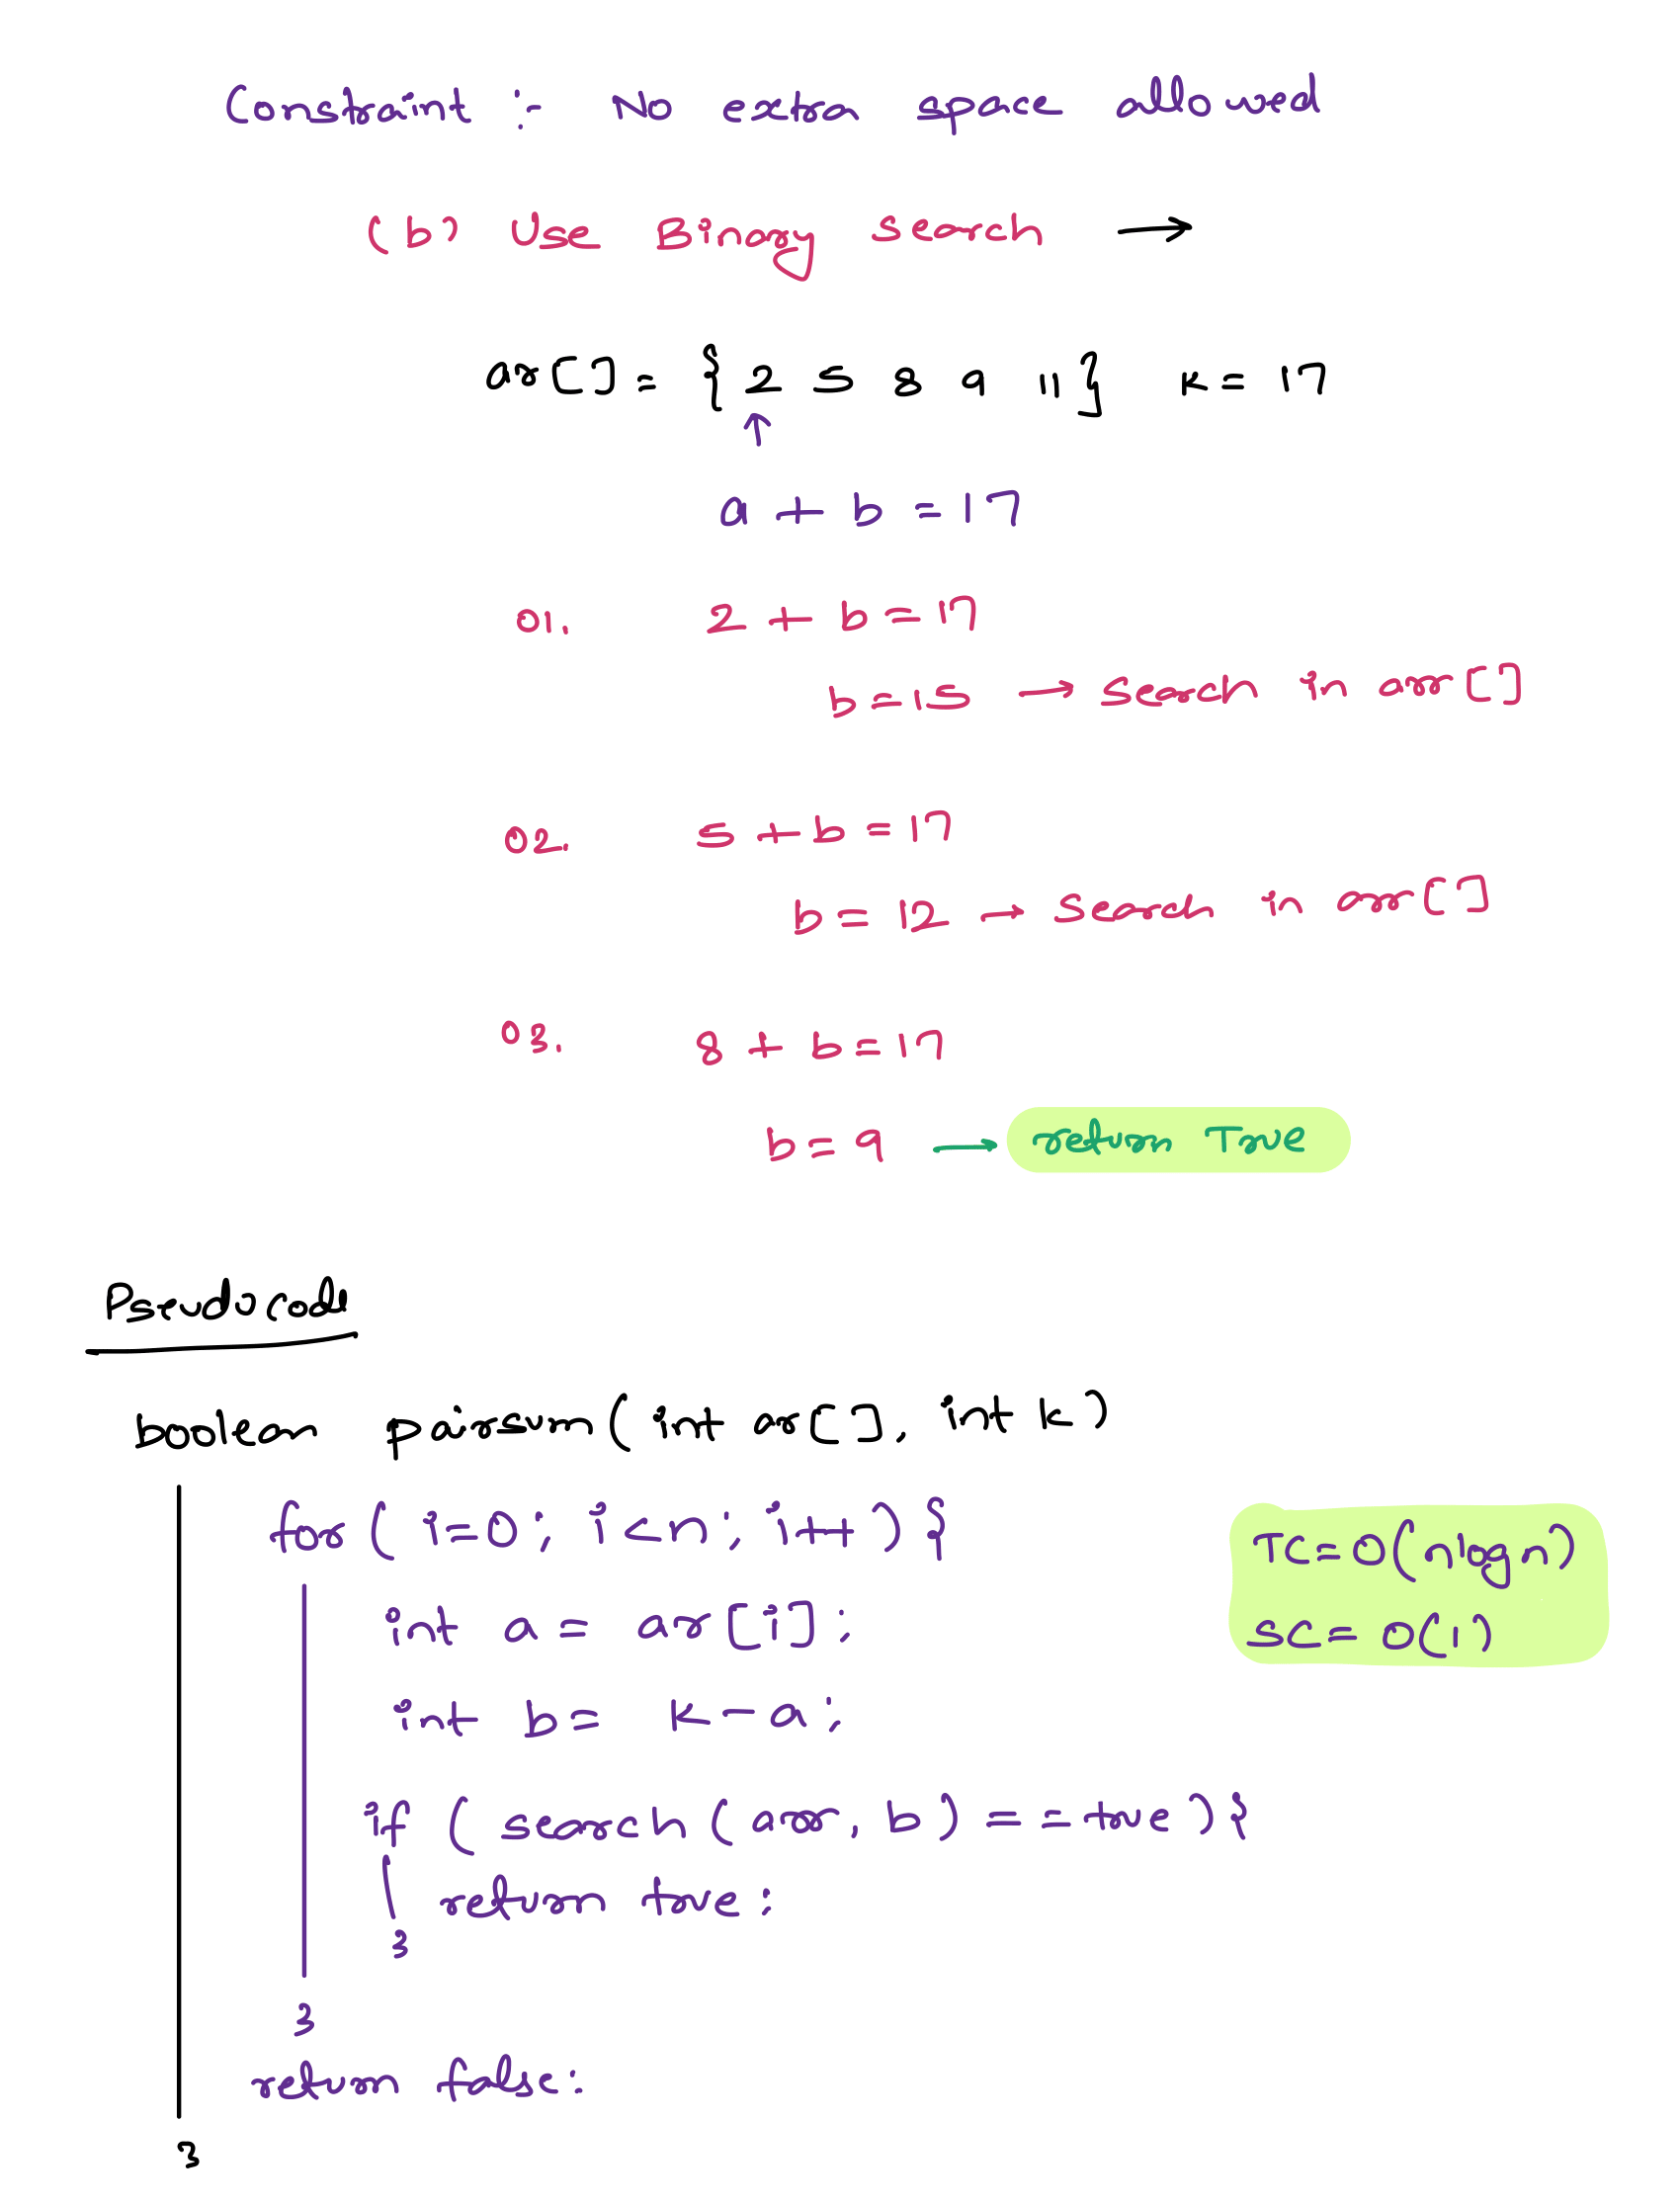 Constraint :- No extra space allowed
(b) Use Binary search →
ar[] = { 2 5 8 9 11 } k = 17
↑
a + b = 17
01. 2 + b = 17
b = 15 → search in arr[]
02. 5 + b = 17
b = 12 → search in arr[]
03. 8 + b = 17
b = 9 → return True
Pseudocode
boolean pairsum(int ar[], int k)
for( i=0; i<n; i++ ){
TC = O(nlogn)
int a = ar[i];
SC = O(1)
int b = k - a;
if ( search(arr, b) == true ){
return true;
}
}
return false;
}